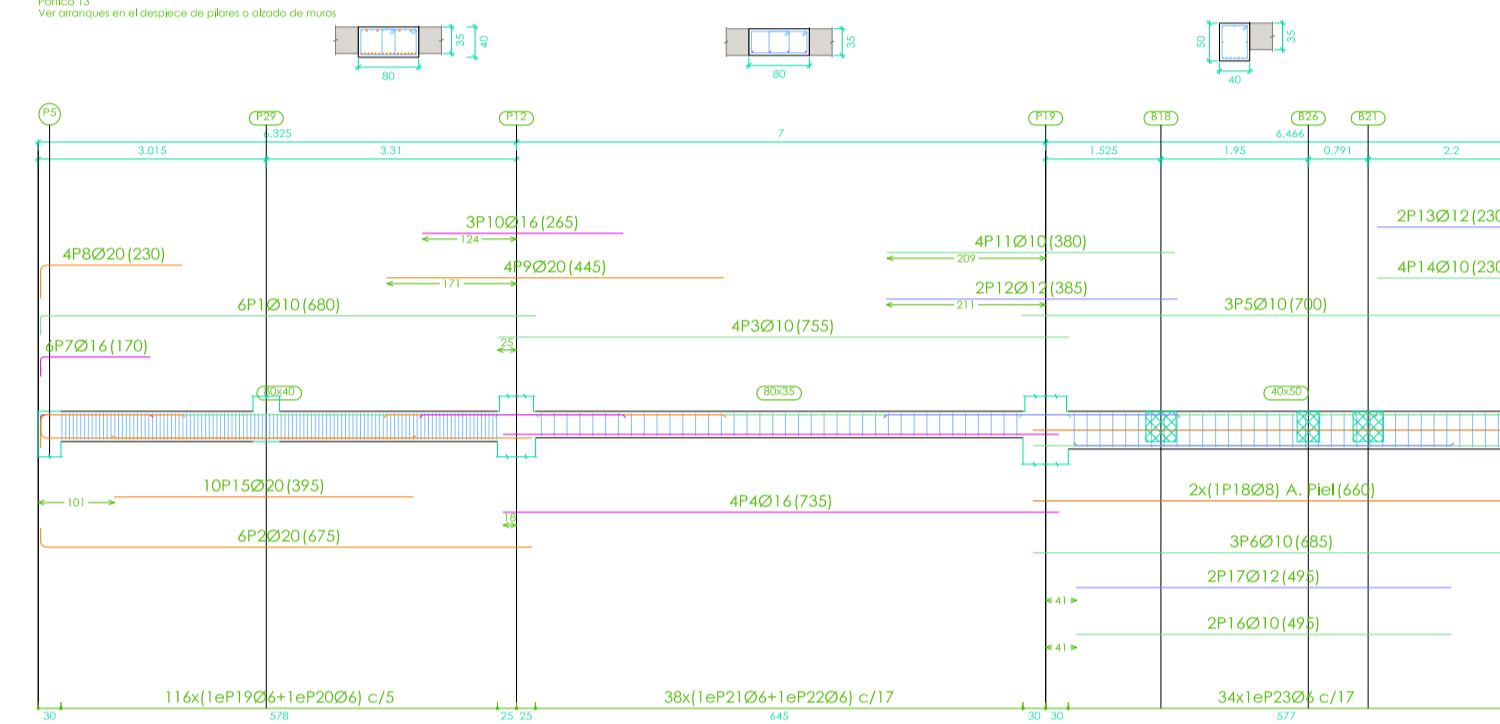 Pórtico 13
Ver arranques en el despiece de pilares o alzado de muros
35
40
80
35
80
50
35
40
P5
P29
P12
P19
B18
B26
B21
6.325
7
6.466
3.015
3.31
1.525
1.95
0.791
2.2
3P10Ø16(265)
2P13Ø12(230
124
4P8Ø20(230)
4P11Ø10(380)
209
4P9Ø20(445)
4P14Ø10(230
171
2P12Ø12(385)
211
6P1Ø10(680)
3P5Ø10(700)
4P3Ø10(755)
25
6P7Ø16(170)
80x40
80x35
40x50
10P15Ø20(395)
2x(1P18Ø8) A. Piel(660)
101
4P4Ø16(735)
18
6P2Ø20(675)
3P6Ø10(685)
2P17Ø12(495)
41
2P16Ø10(495)
41
116x(1eP19Ø6+1eP20Ø6) c/5
38x(1eP21Ø6+1eP22Ø6) c/17
34x1eP23Ø6 c/17
30
578
25
25
645
30
30
577